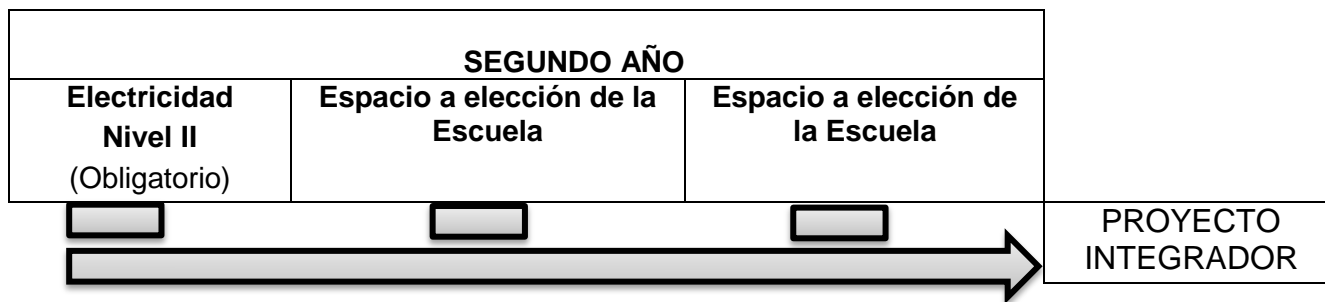 SEGUNDO AÑO
Electricidad
Nivel II
(Obligatorio)
Espacio a elección de la
Escuela
Espacio a elección de
la Escuela
PROYECTO
INTEGRADOR